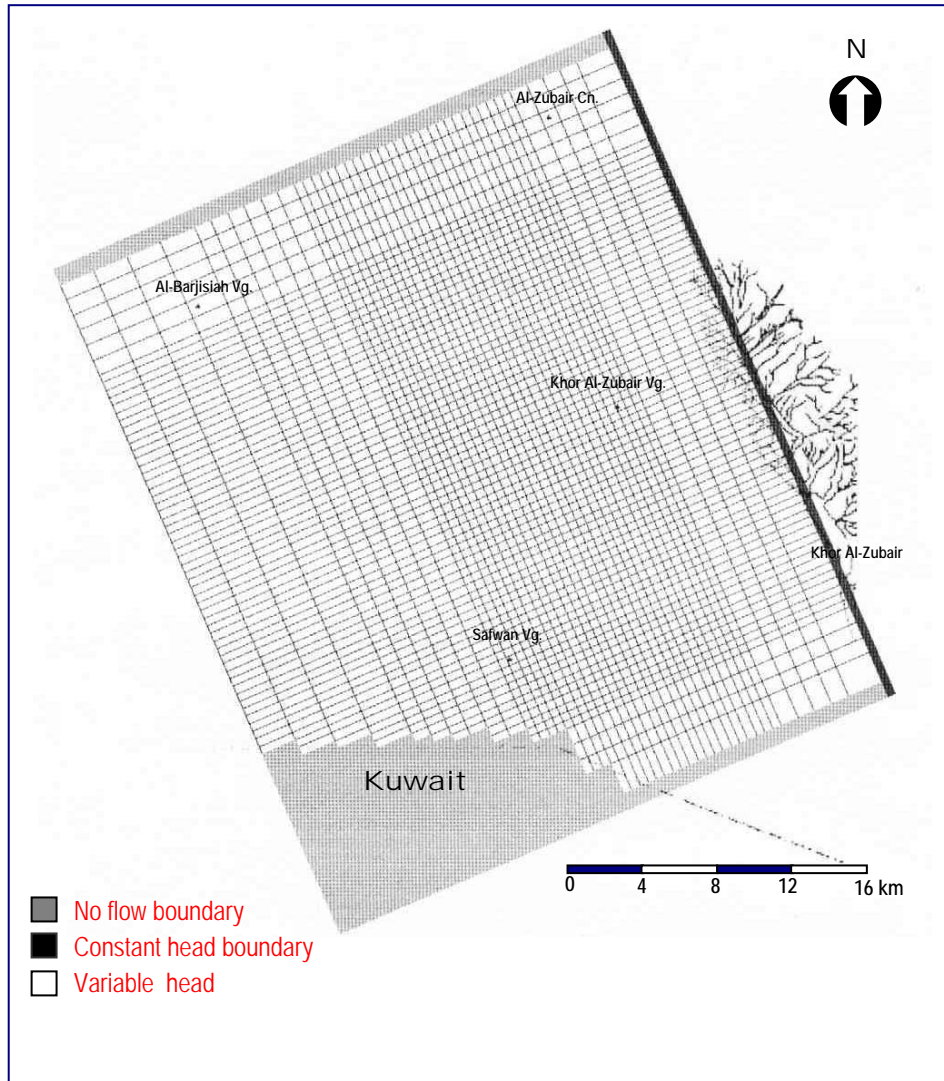 N
Al-Zubair Cn.
Al-Barjisiah Vg.
Khor Al-Zubair Vg.
Khor Al-Zubair
Safwan Vg.
Kuwait
0 4 8 12 16 km
No flow boundary
Constant head boundary
Variable head